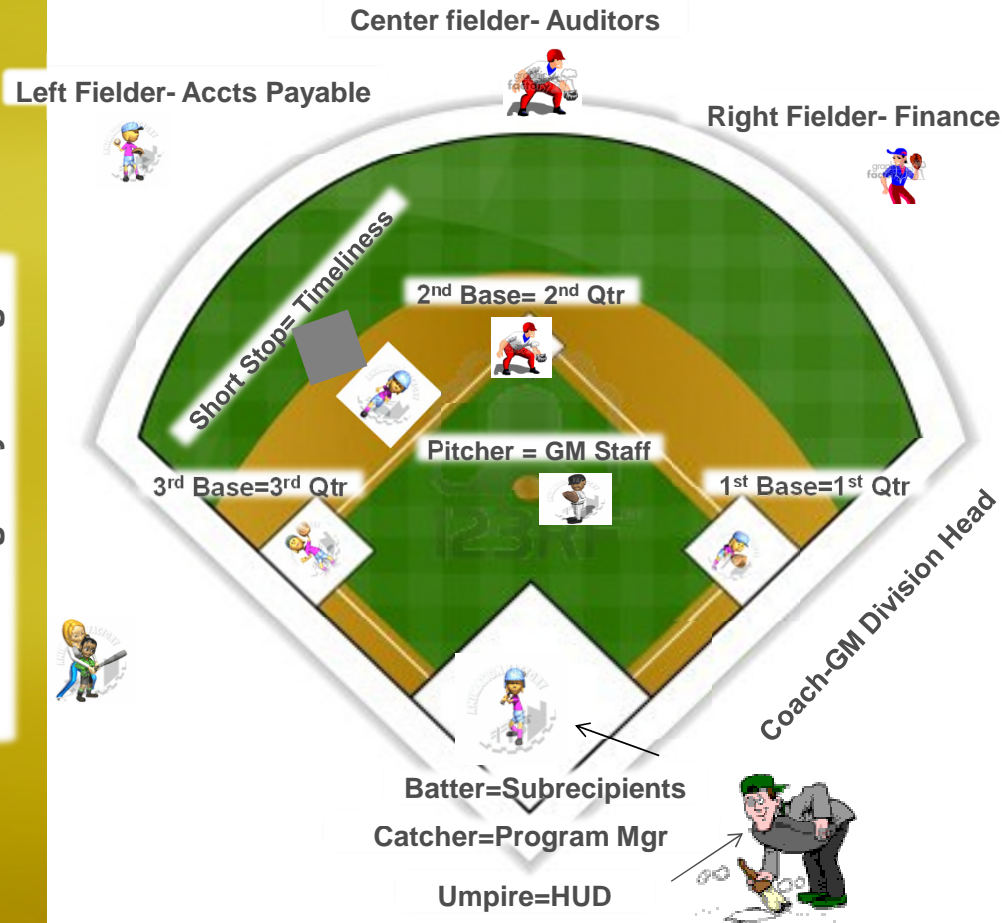 Center fielder- Auditors
Left Fielder- Accts Payable
Right Fielder- Finance
Short Stop= Timeliness
2nd Base= 2nd Qtr
Pitcher = GM Staff
3rd Base=3rd Qtr
1st Base=1st Qtr
123RF
Coach-GM Division Head
Batter=Subrecipients
Catcher=Program Mgr
Umpire=HUD